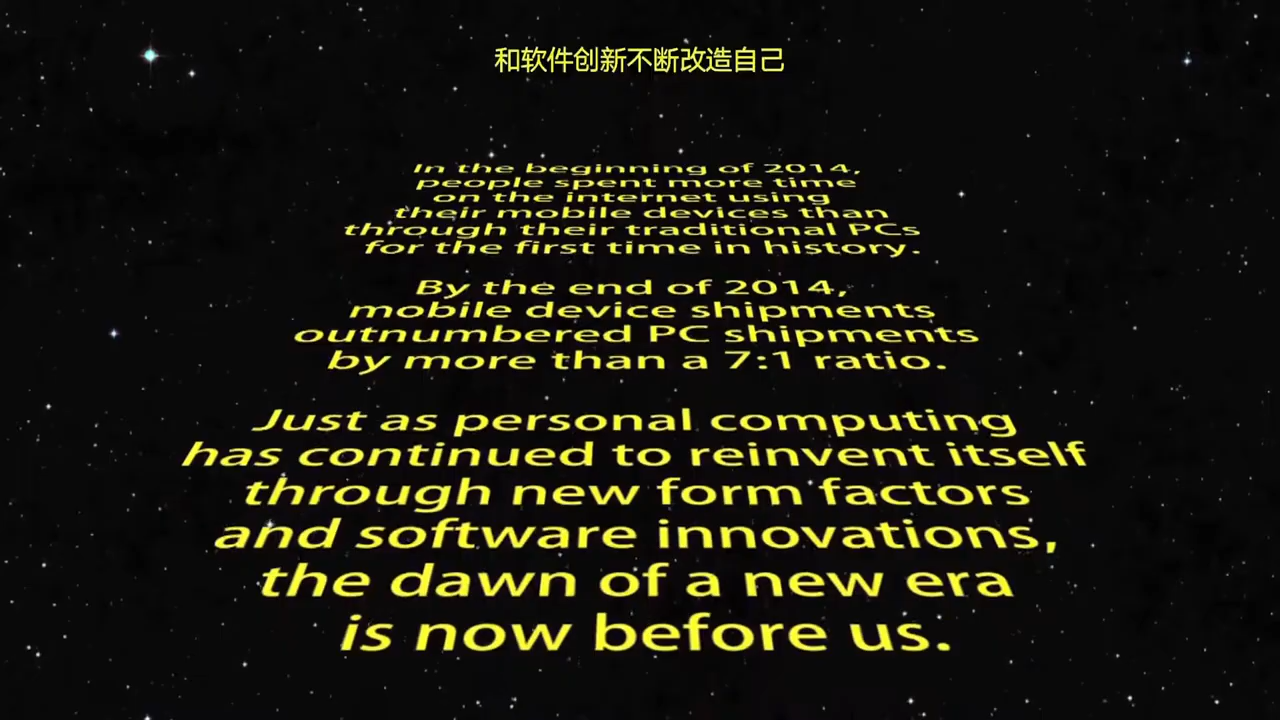 和软件创新不断改造自己
In the beginning of 2014,
people spent more time
on the internet using
their mobile devices than
through their traditional PCs
for the first time in history.
By the end of 2014,
mobile device shipments
outnumbered PC shipments
by more than a 7:1 ratio.
Just as personal computing
has continued to reinvent itself
through new form factors
and software innovations,
the dawn of a new era
is now before us.